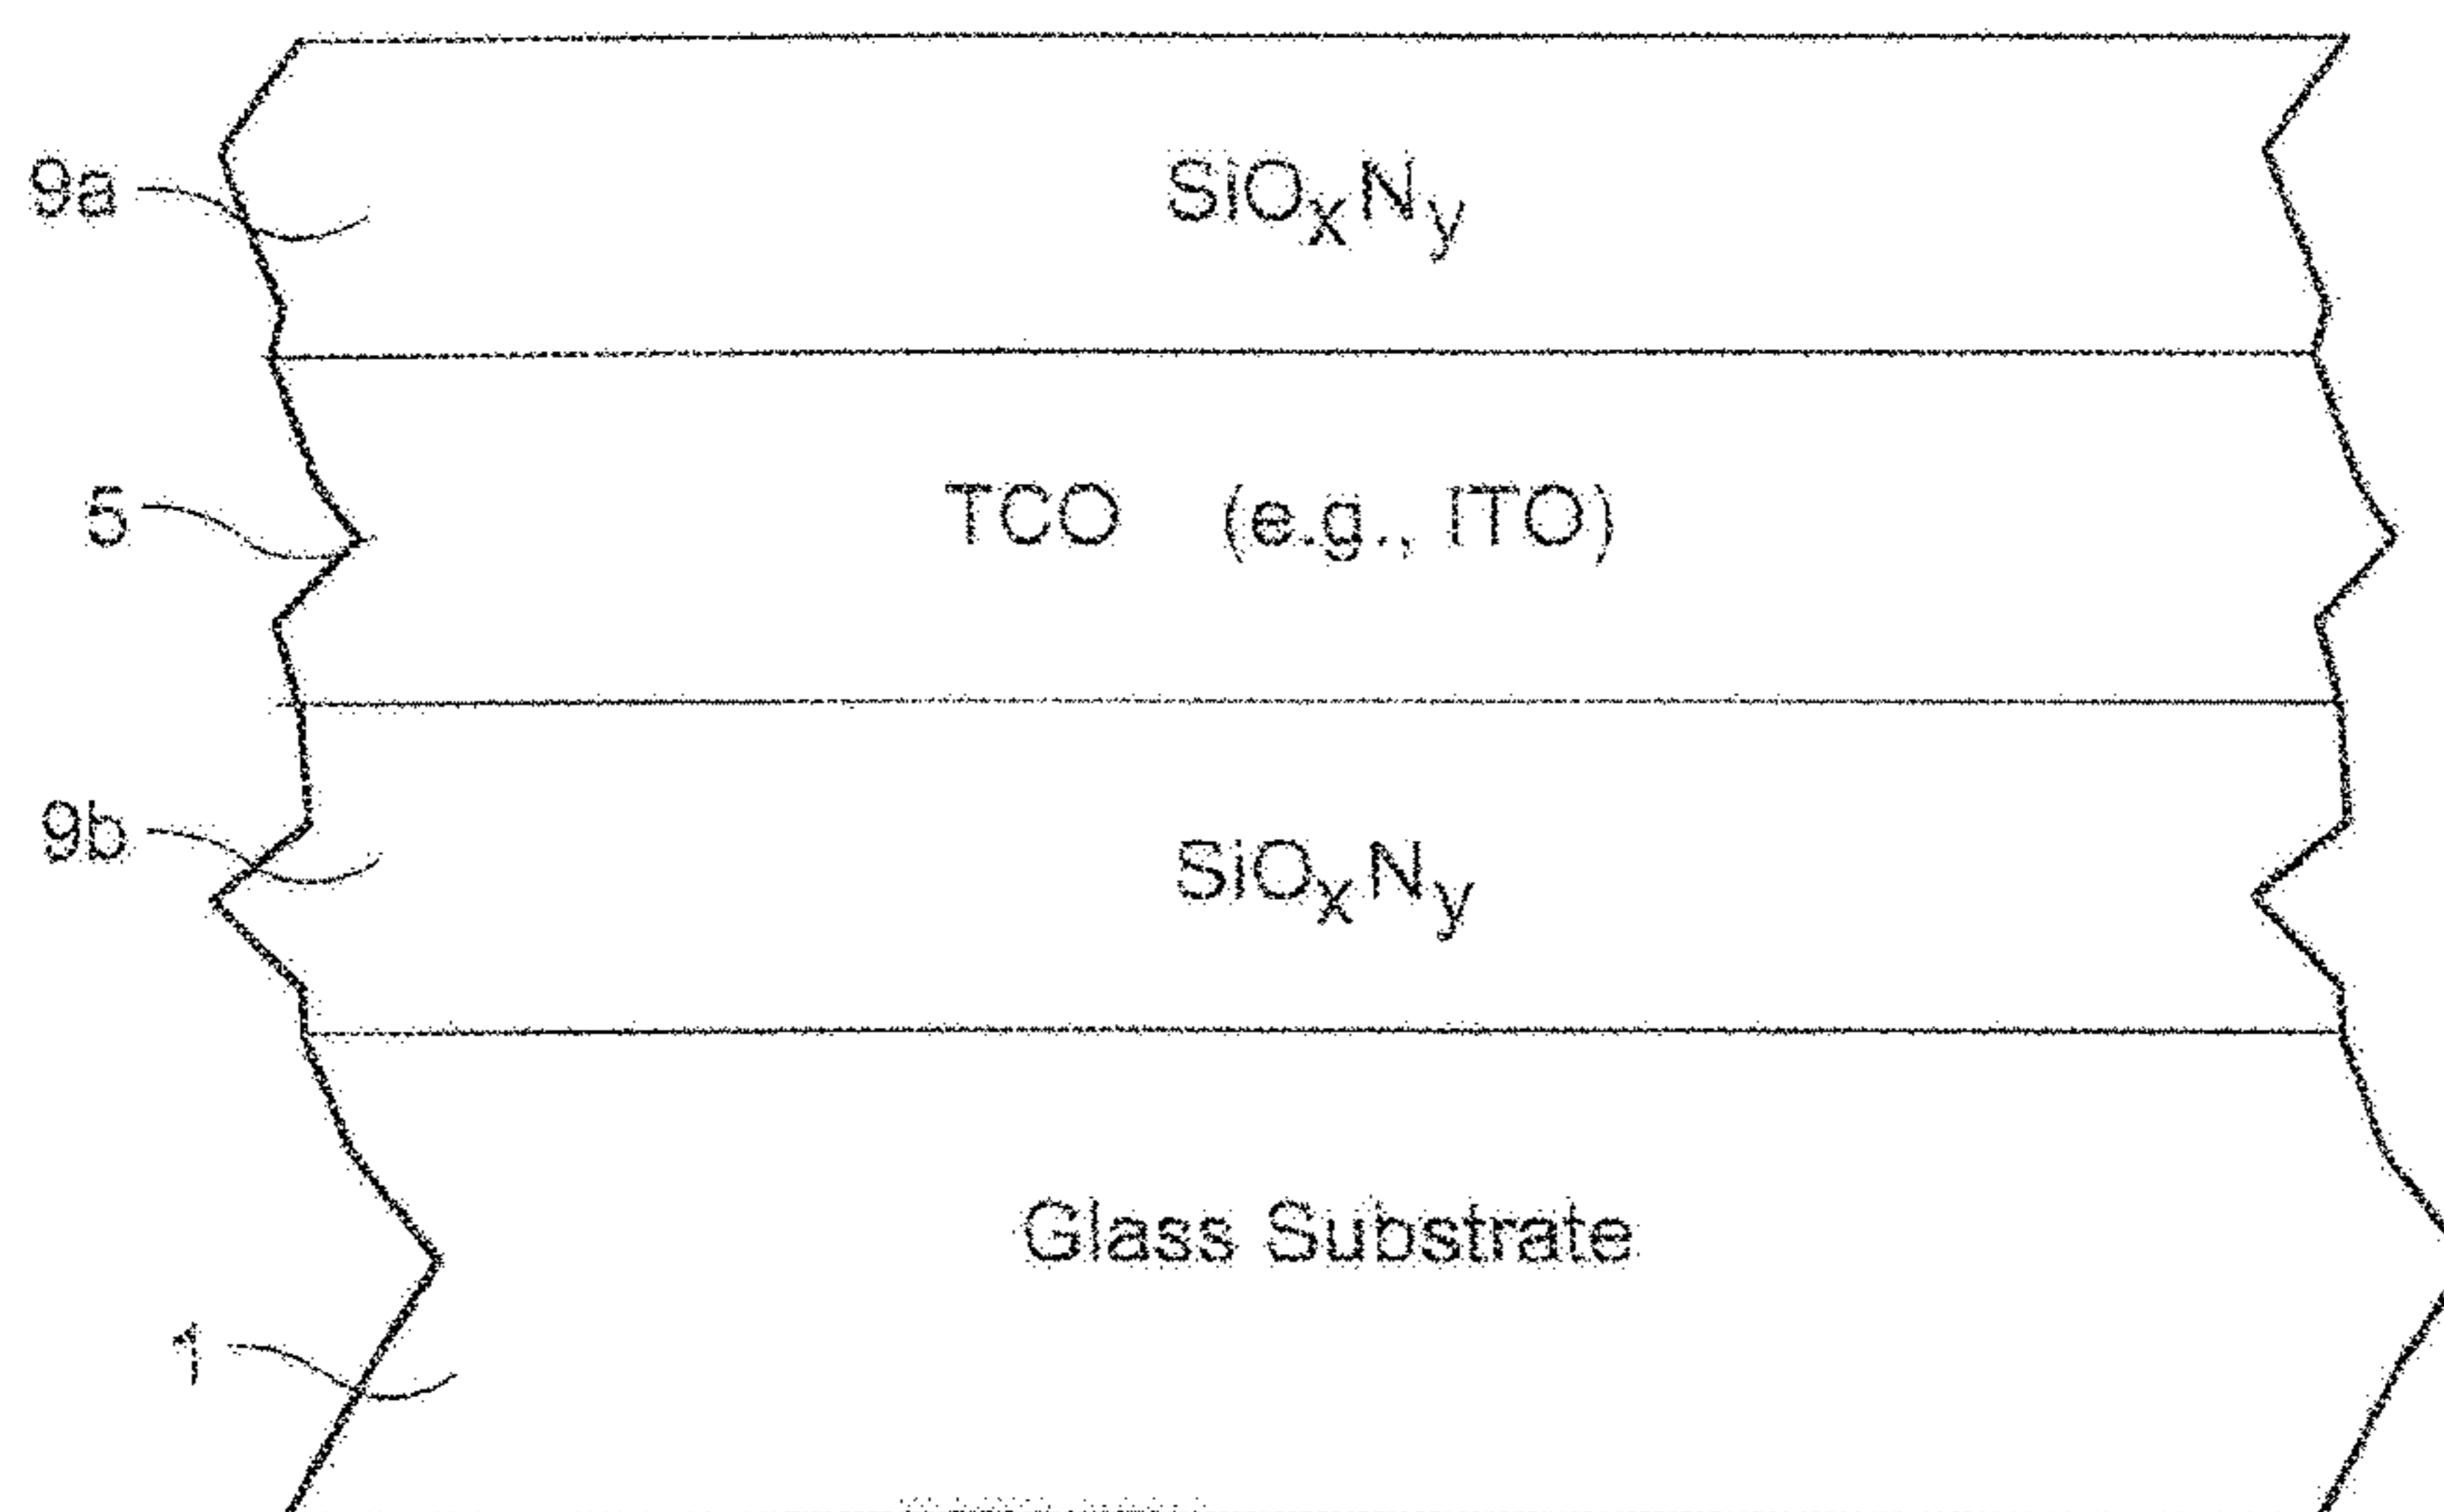 9a SiOxNy
5 TCO (e.g., ITO)
9b SiOxNy
Glass Substrate
1